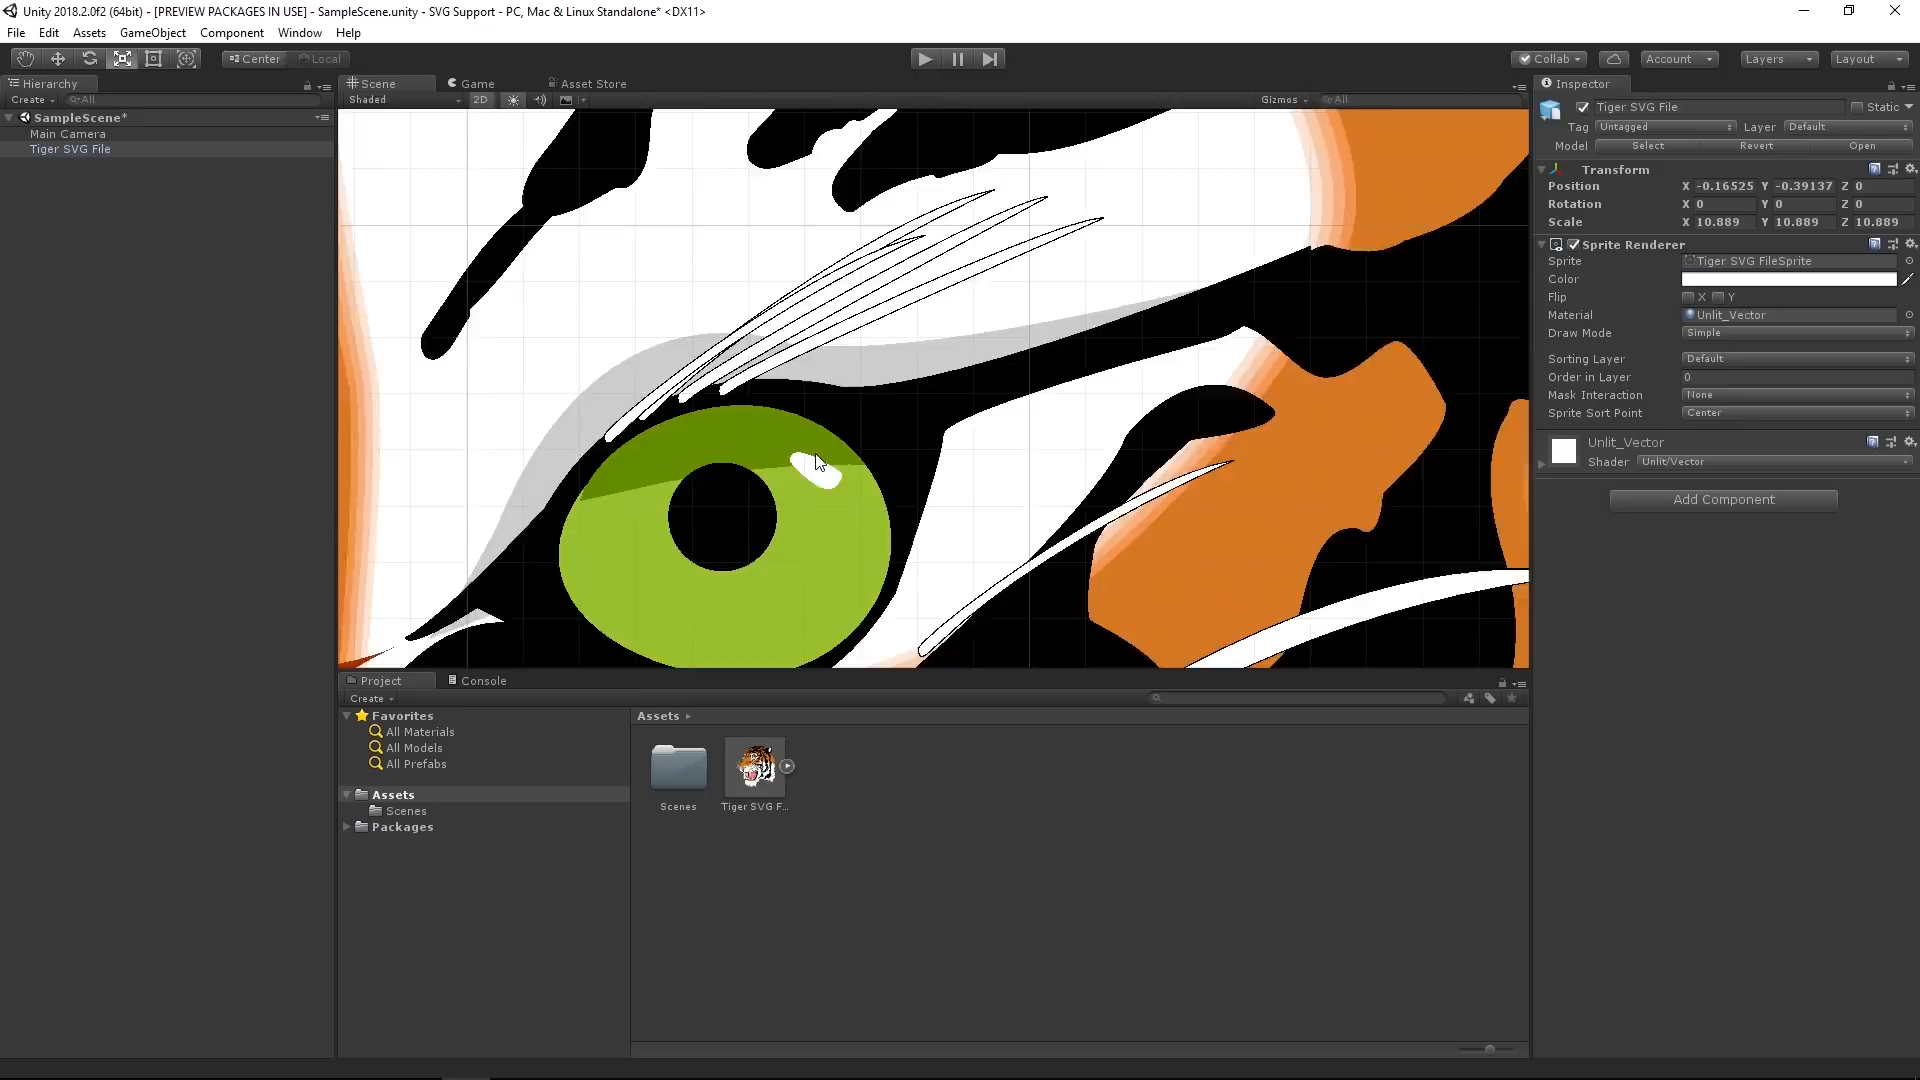 Unity 2018.2.0f2 (64bit) - [PREVIEW PACKAGES IN USE] - SampleScene.unity - SVG Support - PC, Mac & Linux Standalone* <DX11>
File Edit Assets GameObject Component Window Help
Center Local
Collab Account Layers Layout
Hierarchy
Create All
SampleScene*
Main Camera
Tiger SVG File
Scene Game Asset Store
Shaded 2D Gizmos All
Inspector
Tiger SVG File Static
Tag Untagged Layer Default
Model Select Revert Open
Transform
Position X -0.16525 Y -0.39137 Z 0
Rotation X 0 Y 0 Z 0
Scale X 10.889 Y 10.889 Z 10.889
Sprite Renderer
Sprite Tiger SVG FileSprite
Color
Flip X Y
Material Unlit_Vector
Draw Mode Simple
Sorting Layer Default
Order in Layer 0
Mask Interaction None
Sprite Sort Point Center
Unlit_Vector
Shader Unlit/Vector
Add Component
Project Console
Create
Favorites
All Materials
All Models
All Prefabs
Assets
Scenes
Packages
Assets
Scenes
Tiger SVG F...